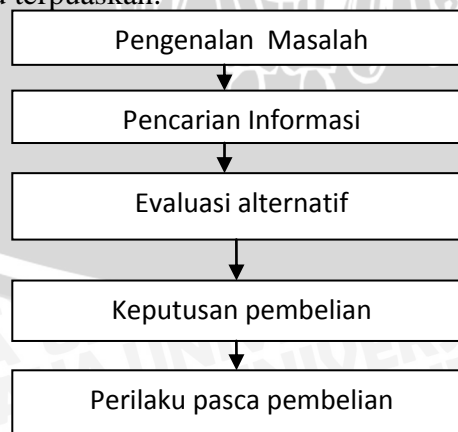 terpuaskan.
Pengenalan Masalah
Pencarian Informasi
Evaluasi alternatif
Keputusan pembelian
Perilaku pasca pembelian